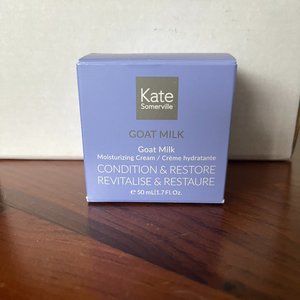 Kate
Somerville
GOAT MILK
Goat Milk
Moisturizing Cream / Crème hydratante
CONDITION & RESTORE
REVITALISE & RESTAURE
℮ 50 mL|1.7 Fl. Oz.